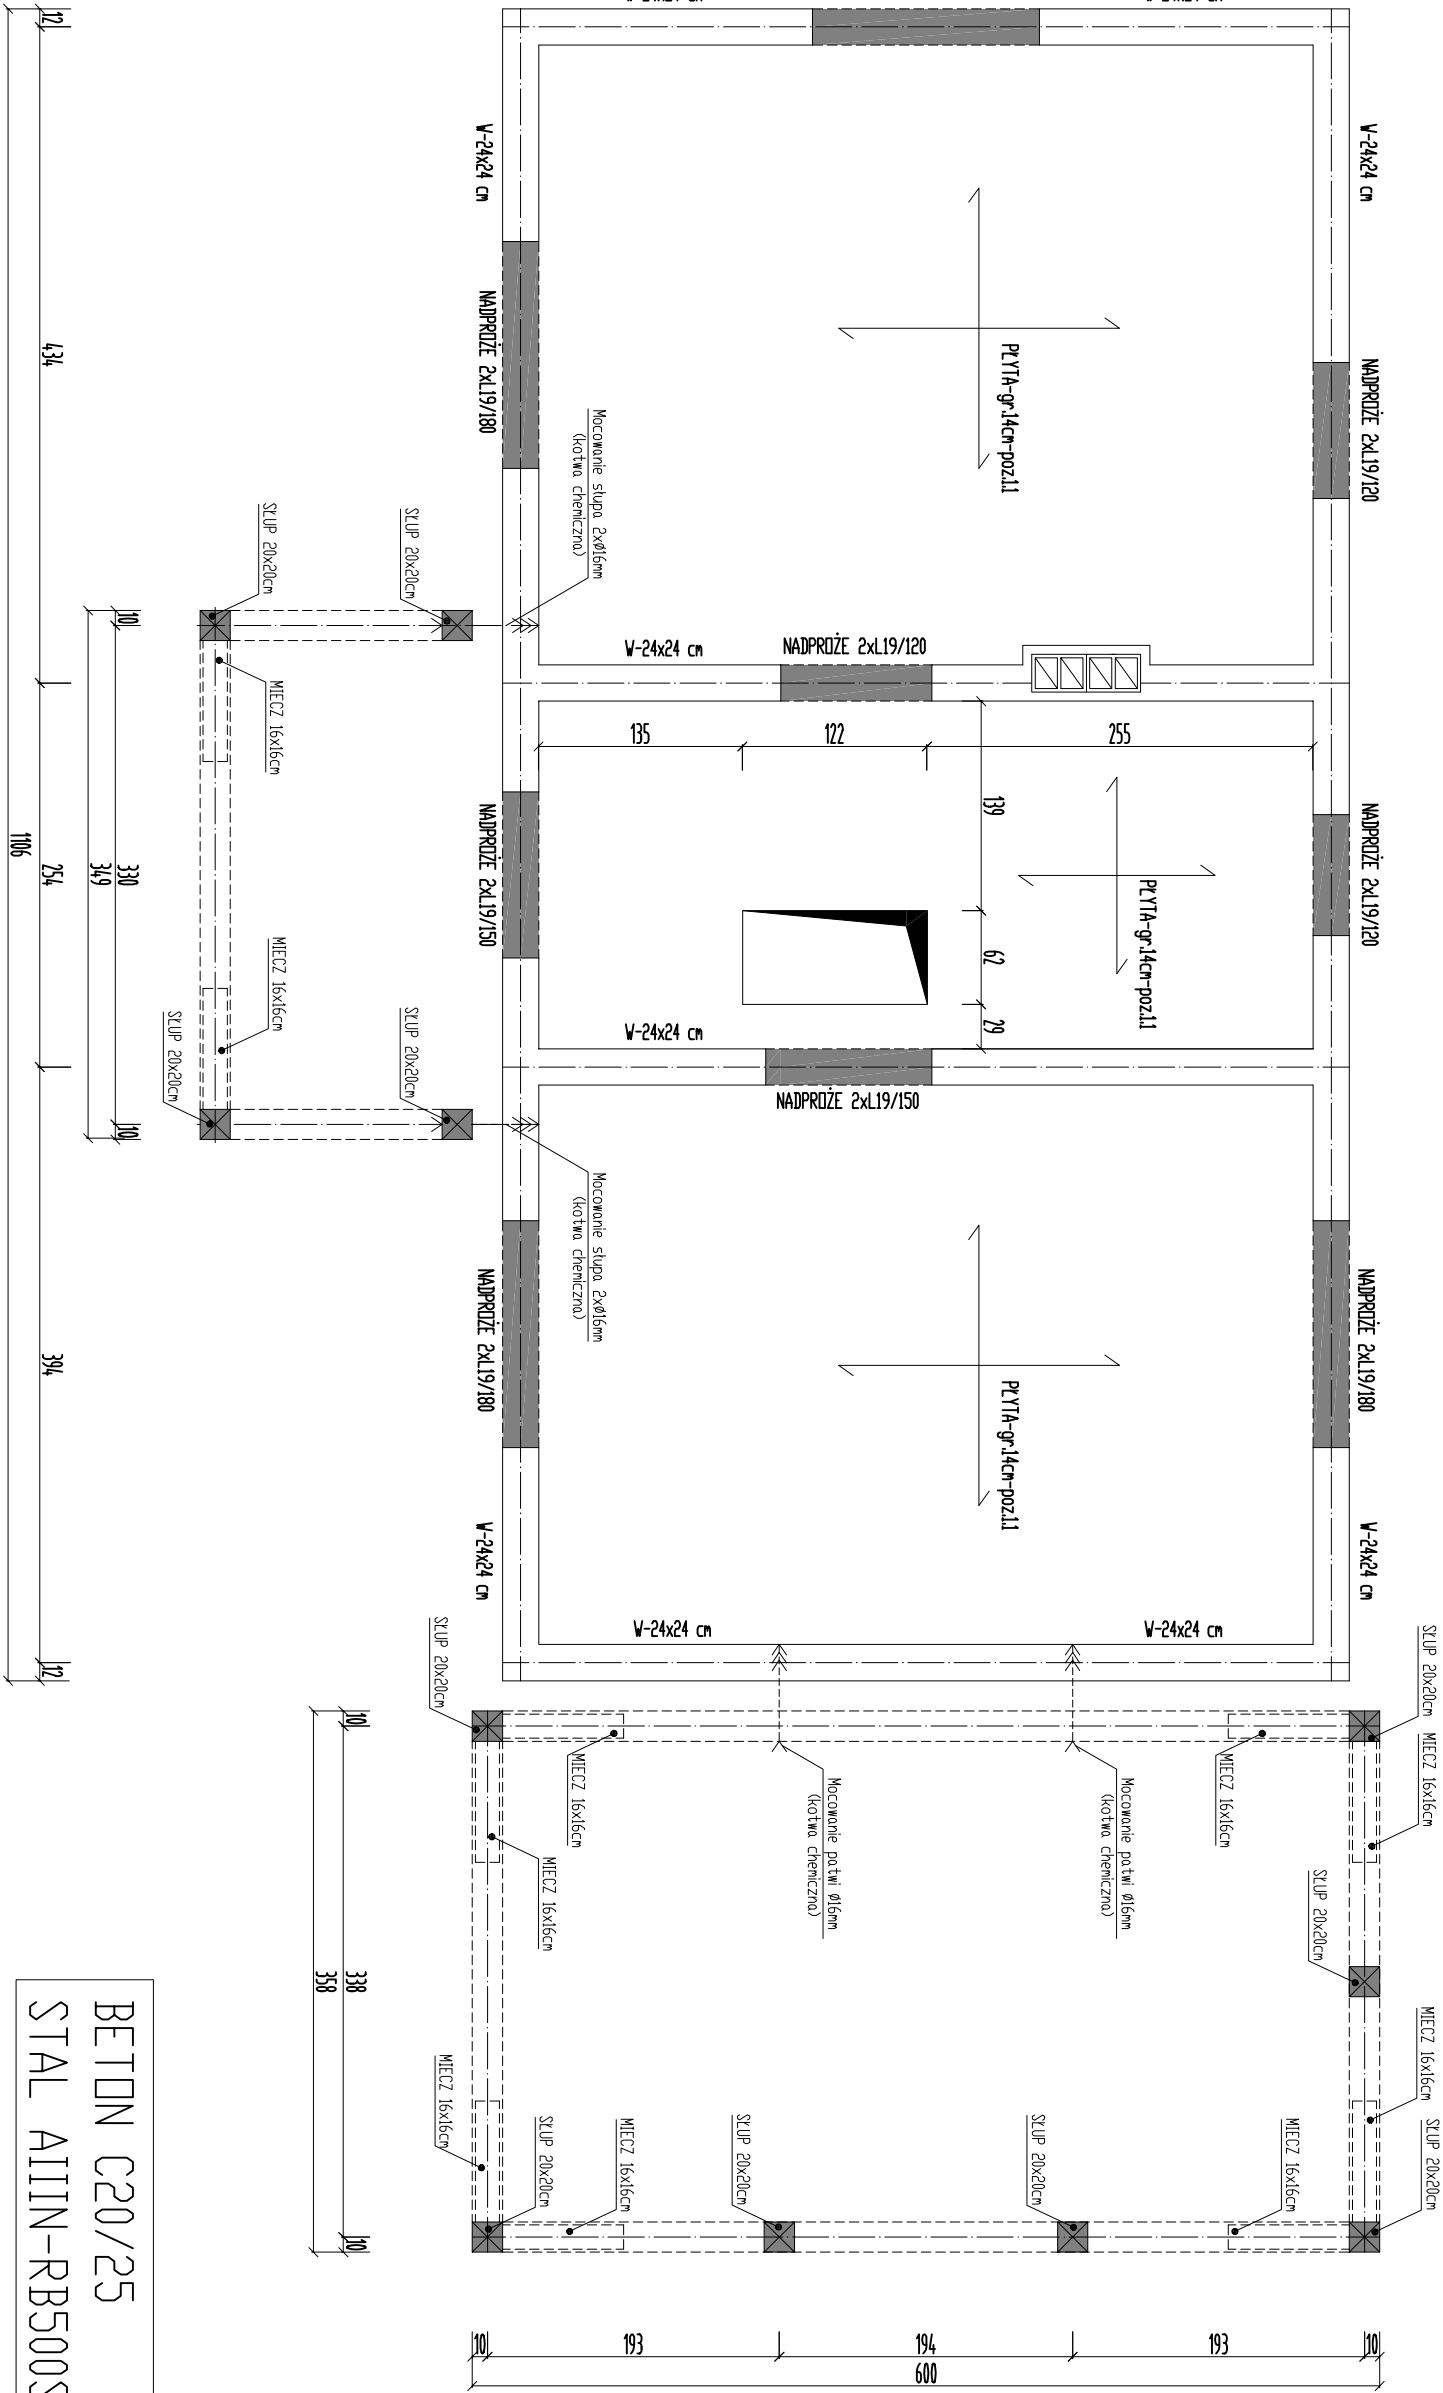 W-24x24 cm
NADPROŻE 2xL19/120
NADPROŻE 2xL19/120
NADPROŻE 2xL19/180
W-24x24 cm
SŁUP 20x20cm
MIECZ 16x16cm
MIECZ 16x16cm
SŁUP 20x20cm
SŁUP 20x20cm
PŁYTA-gr.14cm-poz.1.1
PŁYTA-gr.14cm-poz.1.1
PŁYTA-gr.14cm-poz.1.1
W-24x24 cm
NADPROŻE 2xL19/120
135
122
255
139
62
29
W-24x24 cm
NADPROŻE 2xL19/150
W-24x24 cm
W-24x24 cm
MIECZ 16x16cm
MIECZ 16x16cm
Mocowanie płatwi Ø16mm
(kotwa chemiczna)
Mocowanie płatwi Ø16mm
(kotwa chemiczna)
SŁUP 20x20cm
SŁUP 20x20cm
MIECZ 16x16cm
MIECZ 16x16cm
SŁUP 20x20cm
MIECZ 16x16cm
MIECZ 16x16cm
SŁUP 20x20cm
Mocowanie słupa 2xØ16mm
(kotwa chemiczna)
Mocowanie słupa 2xØ16mm
(kotwa chemiczna)
W-24x24 cm
NADPROŻE 2xL19/180
NADPROŻE 2xL19/150
NADPROŻE 2xL19/180
W-24x24 cm
SŁUP 20x20cm
SŁUP 20x20cm
SŁUP 20x20cm
MIECZ 16x16cm
MIECZ 16x16cm
SŁUP 20x20cm
10
330
10
349
12
434
254
394
12
1106
10
338
10
358
10
193
194
193
10
600
BETON C20/25
STAL AIIIN-RB500